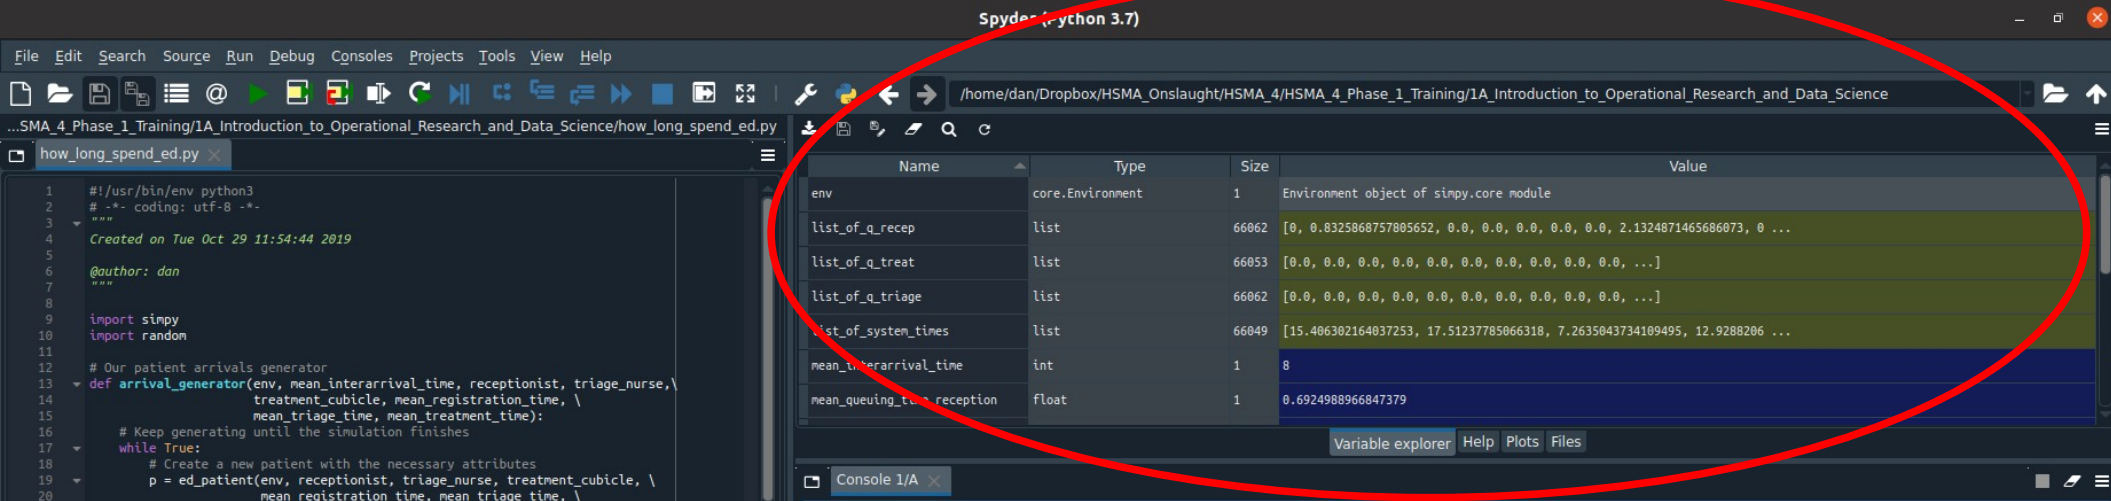 Spyder (Python 3.7)
File Edit Search Source Run Debug Consoles Projects Tools View Help
/home/dan/Dropbox/HSMA_Onslaught/HSMA_4/HSMA_4_Phase_1_Training/1A_Introduction_to_Operational_Research_and_Data_Science
...SMA_4_Phase_1_Training/1A_Introduction_to_Operational_Research_and_Data_Science/how_long_spend_ed.py
how_long_spend_ed.py
1 #!/usr/bin/env python3
2 # -*- coding: utf-8 -*-
3 """
4 Created on Tue Oct 29 11:54:44 2019
5
6 @author: dan
7 """
8
9 import simpy
10 import random
11
12 # Our patient arrivals generator
13 def arrival_generator(env, mean_interarrival_time, receptionist, triage_nurse,\
14 treatment_cubicle, mean_registration_time, \
15 mean_triage_time, mean_treatment_time):
16 # Keep generating until the simulation finishes
17 while True:
18 # Create a new patient with the necessary attributes
19 p = ed_patient(env, receptionist, triage_nurse, treatment_cubicle, \
20 mean_registration_time, mean_triage_time, \
Name Type Size Value
env core.Environment 1 Environment object of simpy.core module
list_of_q_recep list 66062 [0, 0.8325868757805652, 0.0, 0.0, 0.0, 0.0, 0.0, 2.1324871465686073, 0 ...
list_of_q_treat list 66053 [0.0, 0.0, 0.0, 0.0, 0.0, 0.0, 0.0, 0.0, 0.0, 0.0, ...]
list_of_q_triage list 66062 [0.0, 0.0, 0.0, 0.0, 0.0, 0.0, 0.0, 0.0, 0.0, 0.0, ...]
list_of_system_times list 66049 [15.406302164037253, 17.51237785066318, 7.2635043734109495, 12.9288206 ...
mean_interarrival_time int 1 8
mean_queuing_time_reception float 1 0.6924988966847379
Variable explorer Help Plots Files
Console 1/A